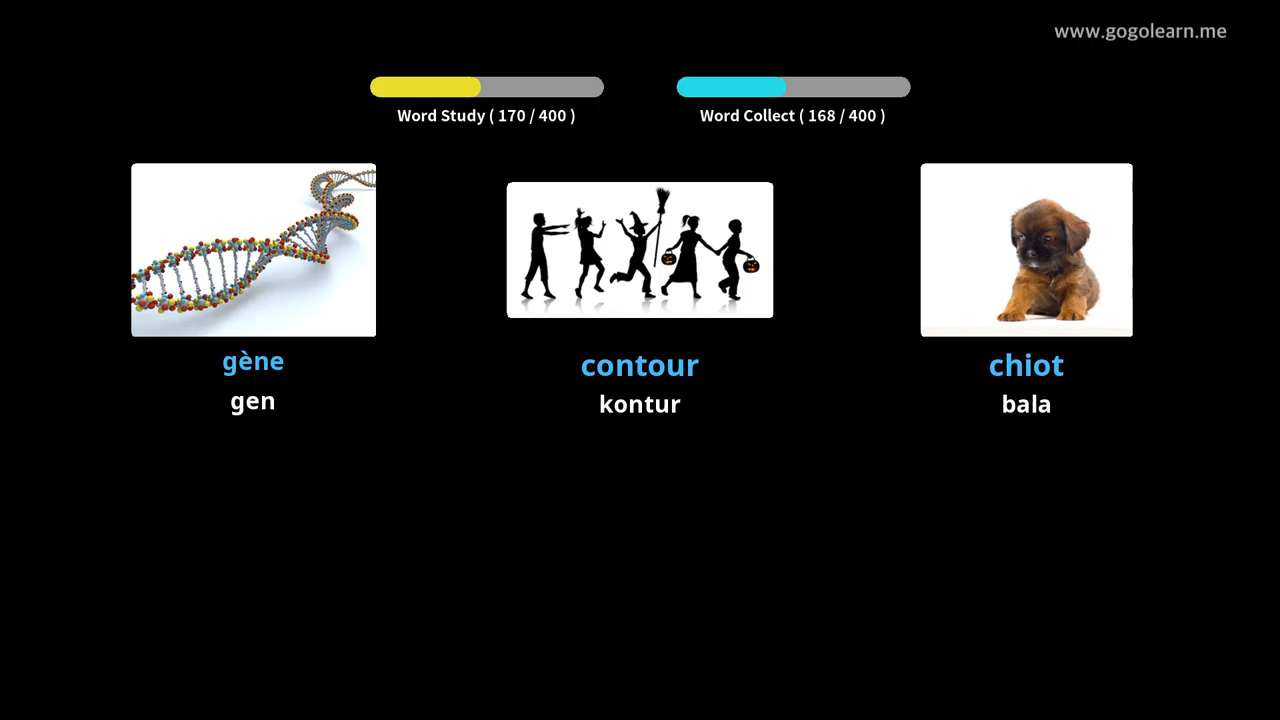 www.gogolearn.me
Word Study ( 170 / 400 )
Word Collect ( 168 / 400 )
gène
gen
contour
kontur
chiot
bala